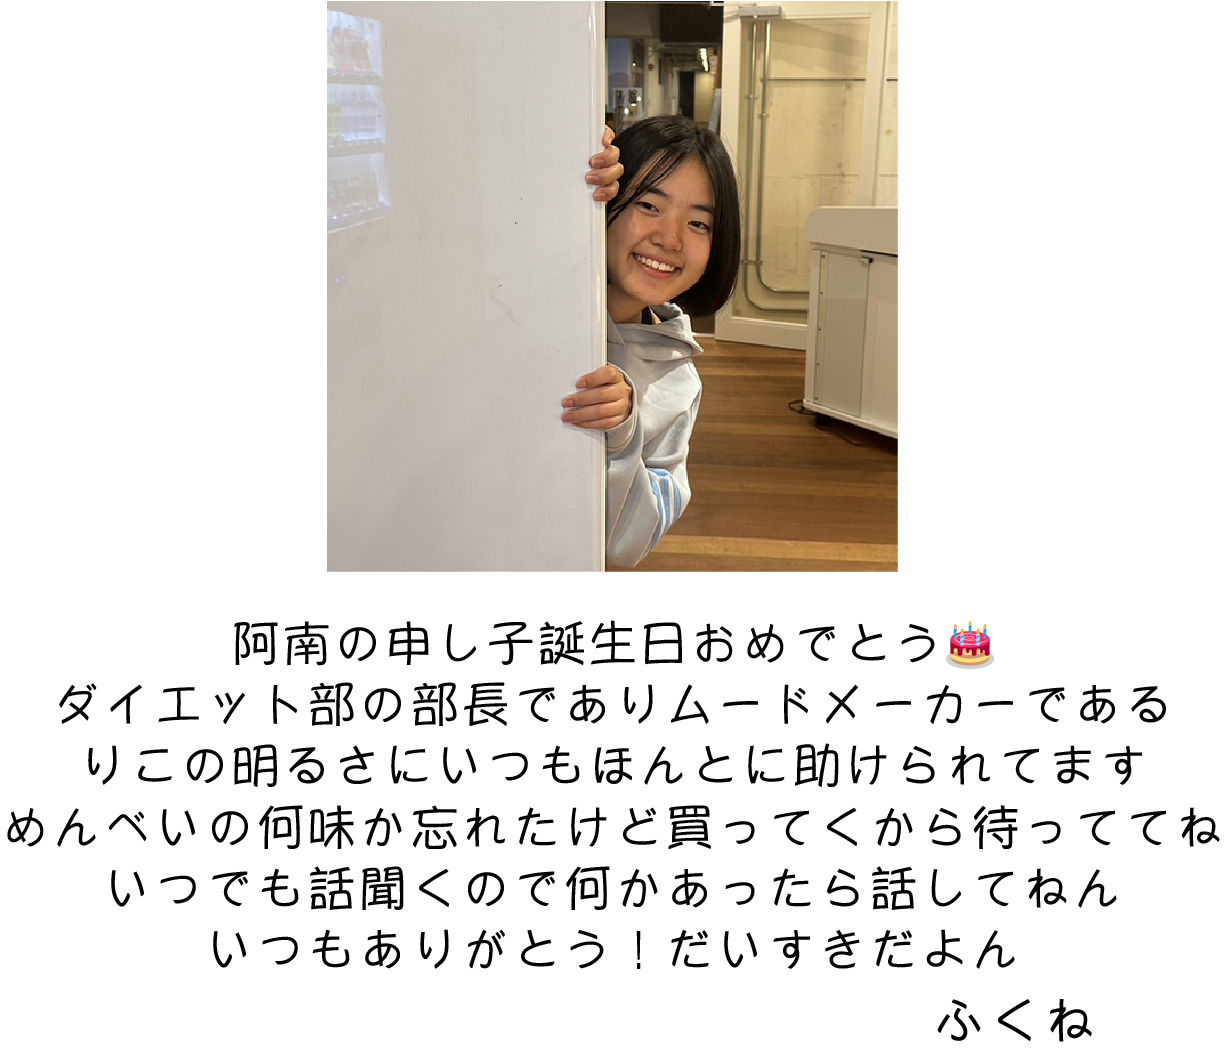 阿南の申し子誕生日おめでとう🎂
ダイエット部の部長でありムードメーカーである
りこの明るさにいつもほんとに助けられてます
めんべいの何味か忘れたけど買ってくから待っててね
いつでも話聞くので何かあったら話してねん
いつもありがとう！だいすきだよん
ふくね